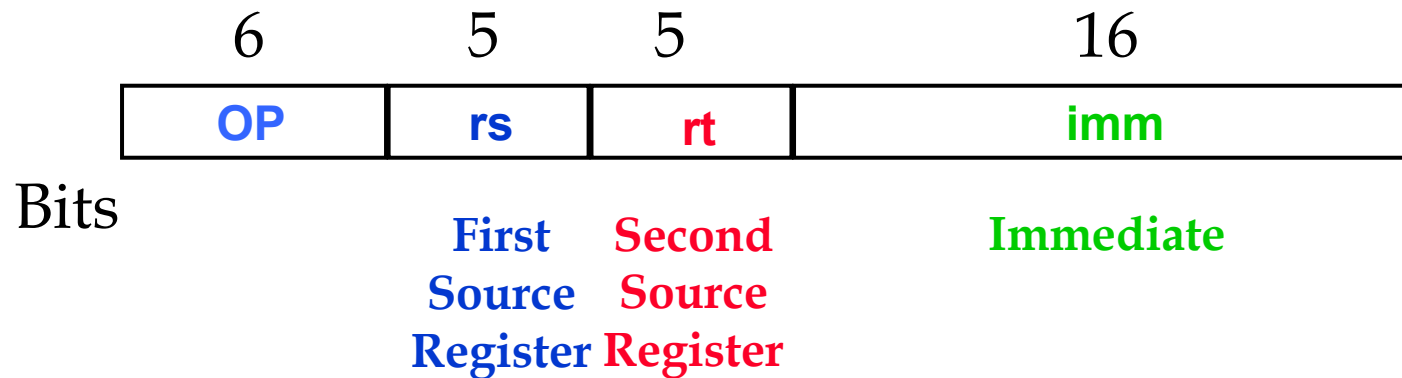 6 5 5 16
OP rs rt imm
Bits
First Second Immediate
Source Source
Register Register